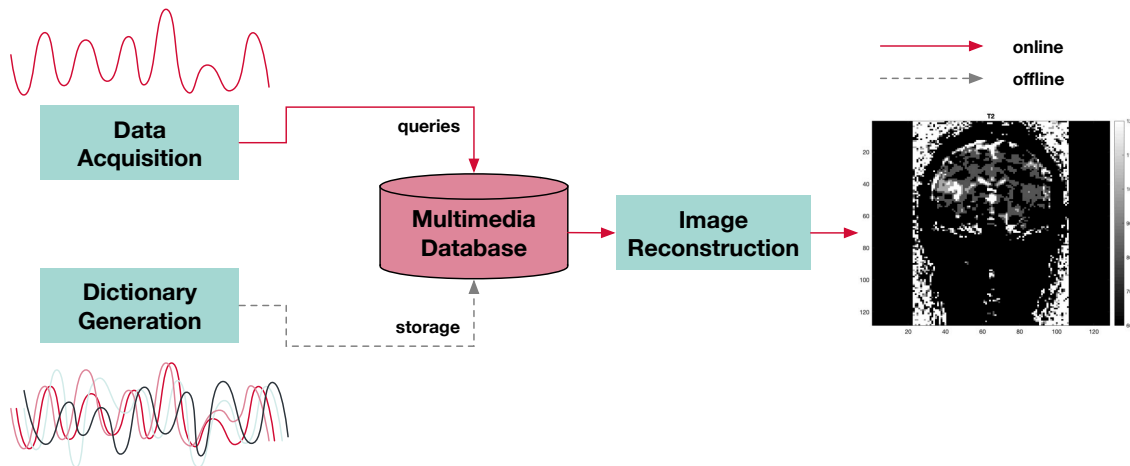 online
offline
Data
Acquisition
queries
Multimedia
Database
Image
Reconstruction
Dictionary
Generation
storage
T2
20
40
60
80
100
120
20
40
60
80
100
120